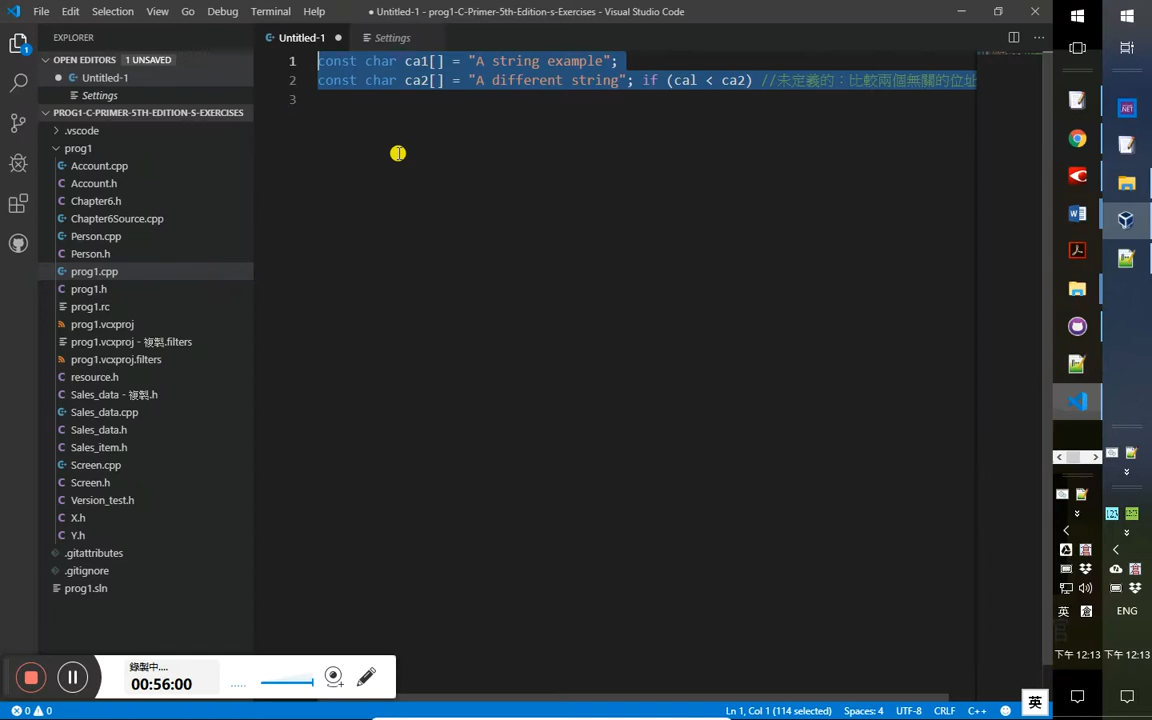 File Edit Selection View Go Debug Terminal Help
● Untitled-1 - prog1-C-Primer-5th-Edition-s-Exercises - Visual Studio Code
EXPLORER
Untitled-1
Settings
OPEN EDITORS 1 UNSAVED
Untitled-1
Settings
PROG1-C-PRIMER-5TH-EDITION-S-EXERCISES
.vscode
prog1
Account.cpp
Account.h
Chapter6.h
Chapter6Source.cpp
Person.cpp
Person.h
prog1.cpp
prog1.h
prog1.rc
prog1.vcxproj
prog1.vcxproj - 複製.filters
prog1.vcxproj.filters
resource.h
Sales_data - 複製.h
Sales_data.cpp
Sales_data.h
Sales_item.h
Screen.cpp
Screen.h
Version_test.h
X.h
Y.h
.gitattributes
.gitignore
prog1.sln
1 const char ca1[] = "A string example";
2 const char ca2[] = "A different string"; if (cal < ca2) //未定義的：比較兩個無關的位址
3
錄製中....
00:56:00
0 0
Ln 1, Col 1 (114 selected) Spaces: 4 UTF-8 CRLF C++
英
英
ENG
下午 12:13 下午 12:13